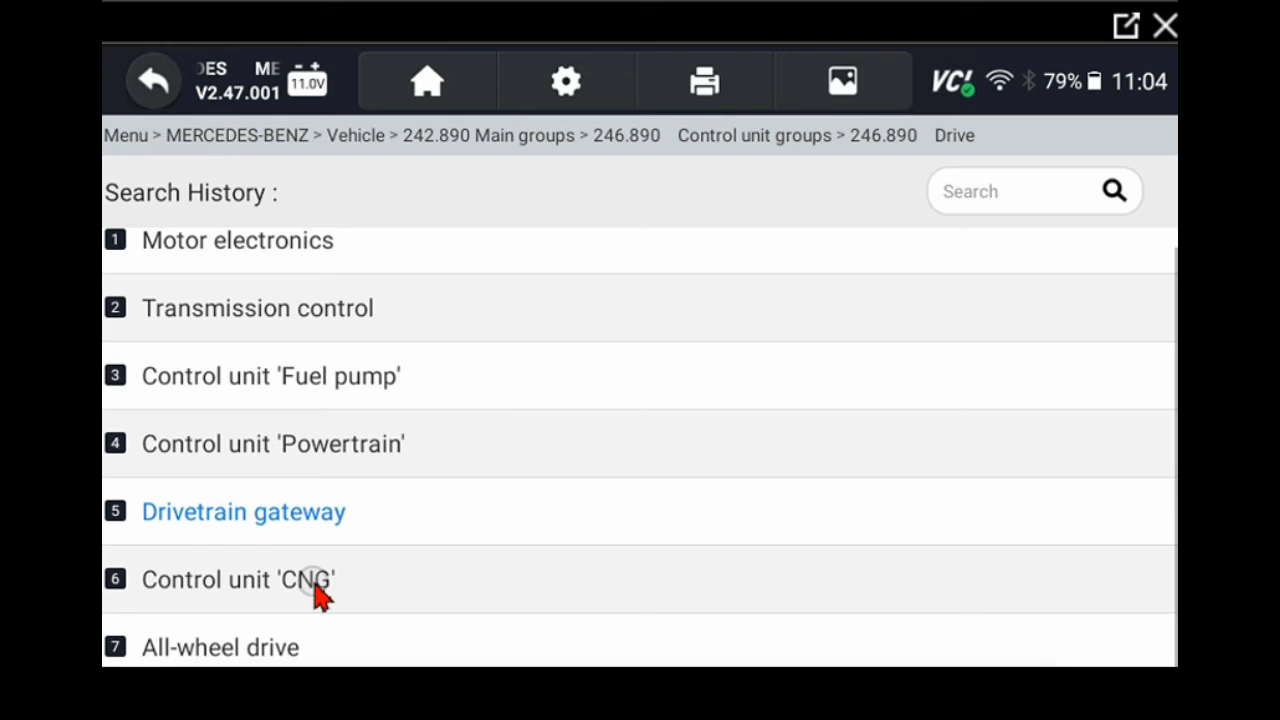 DES ME
V2.47.001
11.0V
VCI
79%
11:04
Menu > MERCEDES-BENZ > Vehicle > 242.890 Main groups > 246.890 Control unit groups > 246.890 Drive
Search History :
Search
1 Motor electronics
2 Transmission control
3 Control unit 'Fuel pump'
4 Control unit 'Powertrain'
5 Drivetrain gateway
6 Control unit 'CNG'
7 All-wheel drive